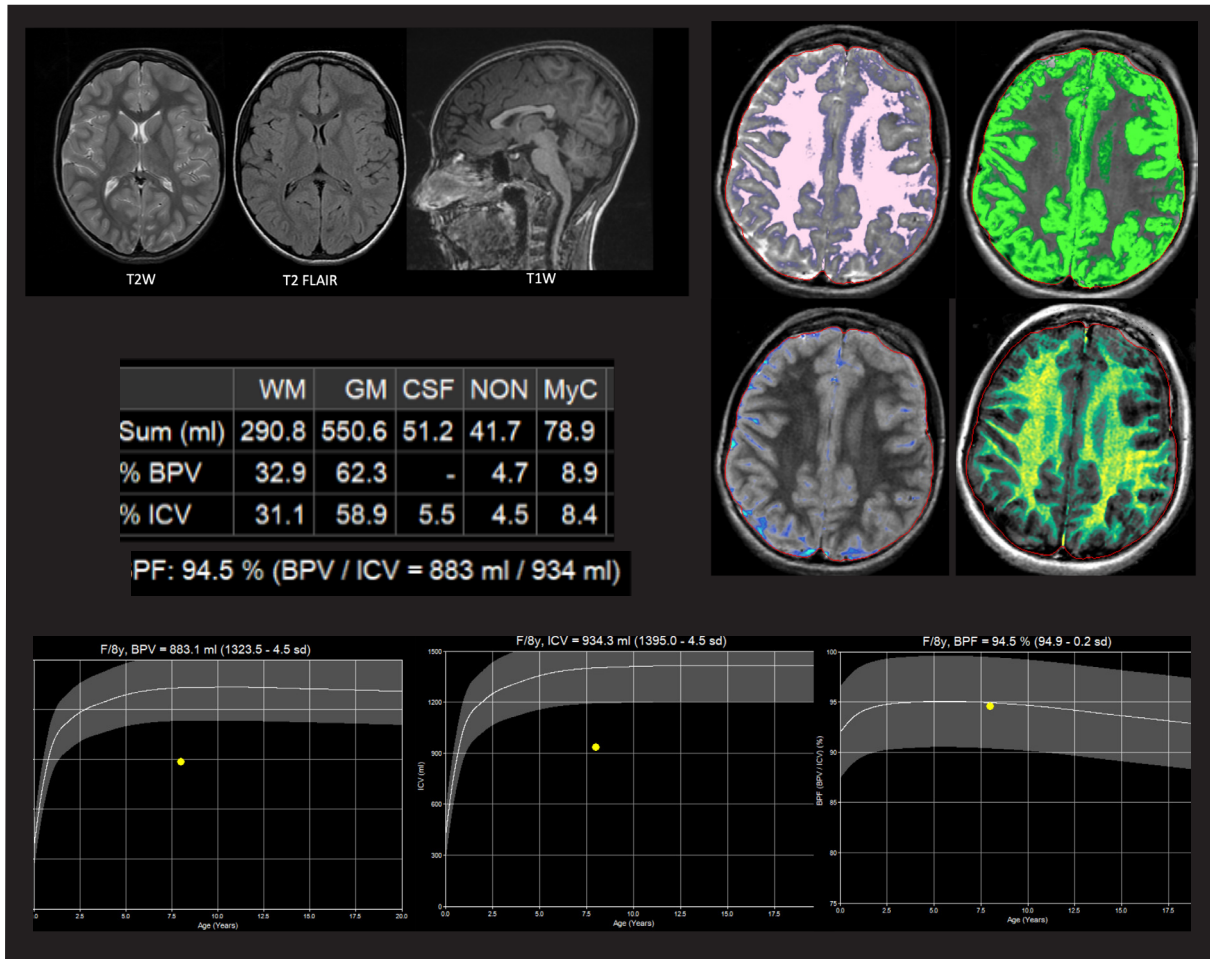 T2W T2 FLAIR T1W
WM GM CSF NON MyC
Sum (ml) 290.8 550.6 51.2 41.7 78.9
% BPV 32.9 62.3 - 4.7 8.9
% ICV 31.1 58.9 5.5 4.5 8.4
PF: 94.5 % (BPV / ICV = 883 ml / 934 ml)
F/8y, BPV = 883.1 ml (1323.5 - 4.5 sd)
.0 2.5 5.0 7.5 10.0 12.5 15.0 17.5 20.0
Age (Years)
F/8y, ICV = 934.3 ml (1395.0 - 4.5 sd)
1500
1200
900
600
300
0
ICV (ml)
0.0 2.5 5.0 7.5 10.0 12.5 15.0 17.5
Age (Years)
F/8y, BPF = 94.5 % (94.9 - 0.2 sd)
100
95
90
85
80
75
BPF (BPV / ICV) (%)
0.0 2.5 5.0 7.5 10.0 12.5 15.0 17.5
Age (Years)